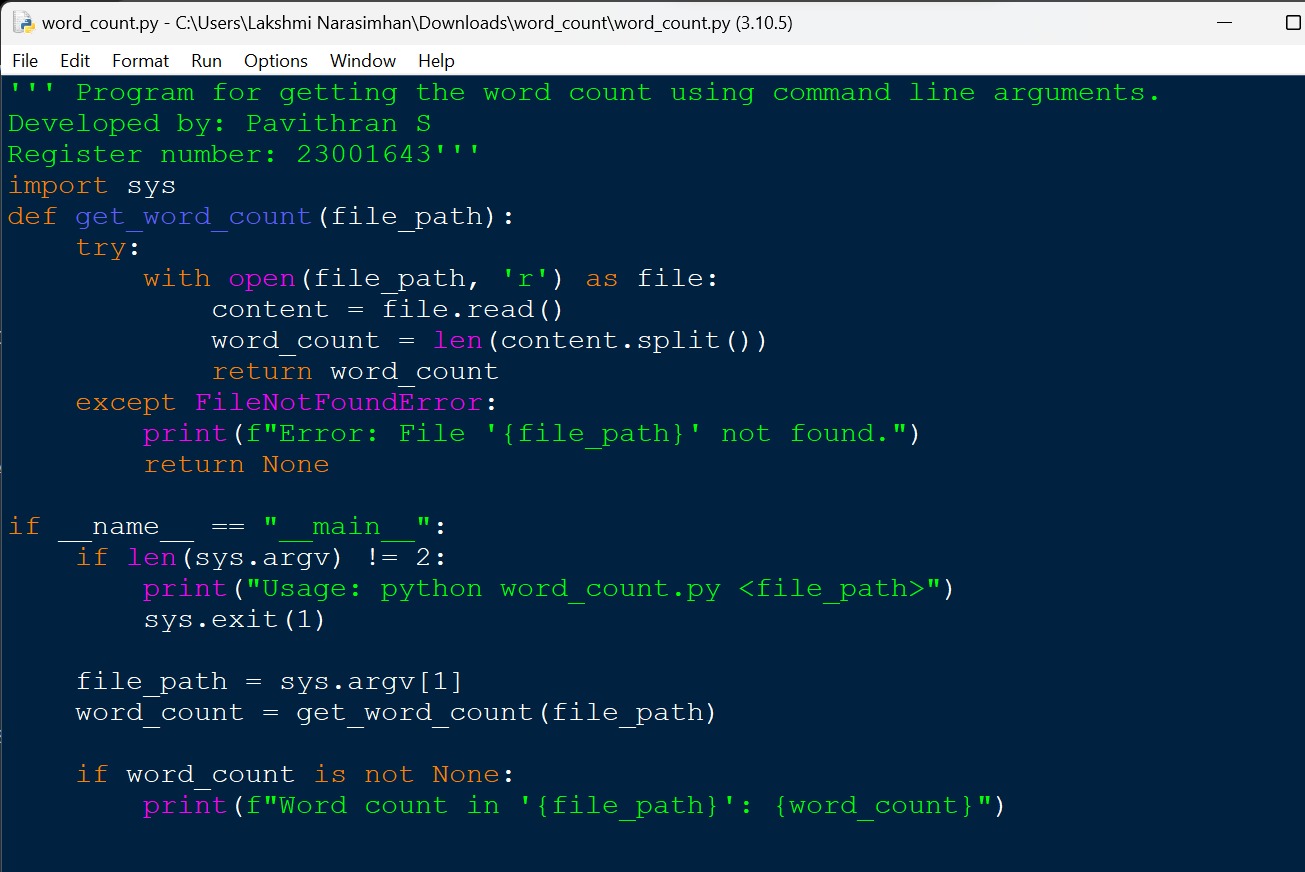 word_count.py - C:\Users\Lakshmi Narasimhan\Downloads\word_count\word_count.py (3.10.5)
File Edit Format Run Options Window Help
''' Program for getting the word count using command line arguments.
Developed by: Pavithran S
Register number: 23001643'''
import sys
def get_word_count(file_path):
    try:
        with open(file_path, 'r') as file:
            content = file.read()
            word_count = len(content.split())
            return word_count
    except FileNotFoundError:
        print(f"Error: File '{file_path}' not found.")
        return None

if __name__ == "__main__":
    if len(sys.argv) != 2:
        print("Usage: python word_count.py <file_path>")
        sys.exit(1)

    file_path = sys.argv[1]
    word_count = get_word_count(file_path)

    if word_count is not None:
        print(f"Word count in '{file_path}': {word_count}")